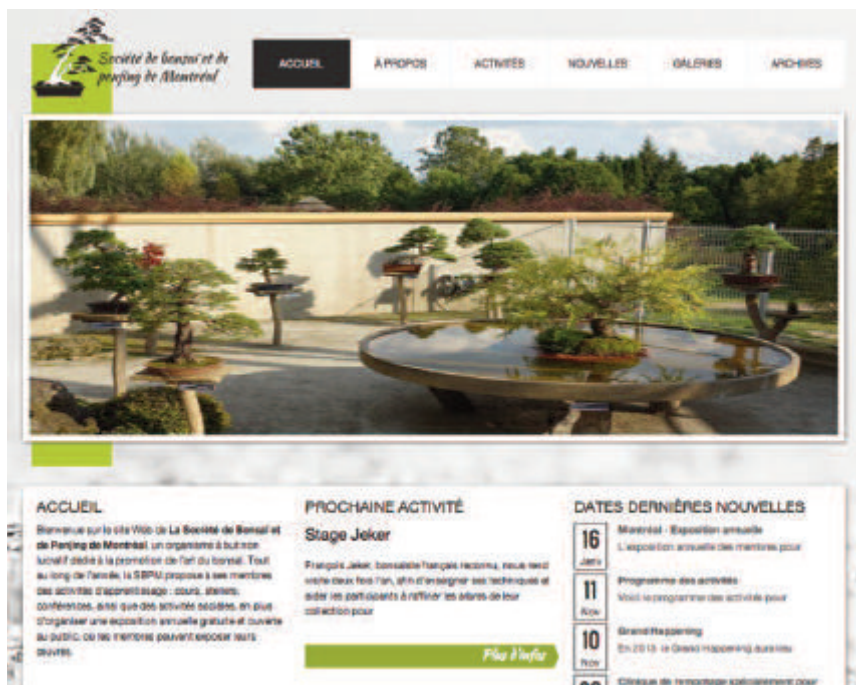 Société de bonsaï et de
penjing de Montréal
ACCUEIL
À PROPOS
ACTIVITÉS
NOUVELLES
GALERIES
ARCHIVES
ACCUEIL
Bienvenue sur le site Web de La Société de Bonsaï et
de Penjing de Montréal, un organisme à but non
lucratif dédié à la promotion de l'art du bonsaï. Tout
au long de l'année, la SBPM propose à ses membres
des activités d'apprentissage : cours, ateliers,
conférences, ainsi que des activités sociales, en plus
d'organiser une exposition annuelle gratuite et ouverte
au public, où les membres peuvent exposer leurs
œuvres.
PROCHAINE ACTIVITÉ
Stage Jeker
François Jeker, bonsaïste français reconnu, nous rend
visite deux fois l'an, afin d'enseigner ses techniques et
aider les participants à raffiner les arbres de leur
collection pour
Plus d'infos
DATES DERNIÈRES NOUVELLES
16
Janv
Montréal - Exposition annuelle
L'exposition annuelle des membres pour
11
Nov
Programme des activités
Voici le programme des activités pour
10
Nov
Grand Happening
En 2013, le Grand Happening aura lieu
Clinique de rempotage spécialement pour